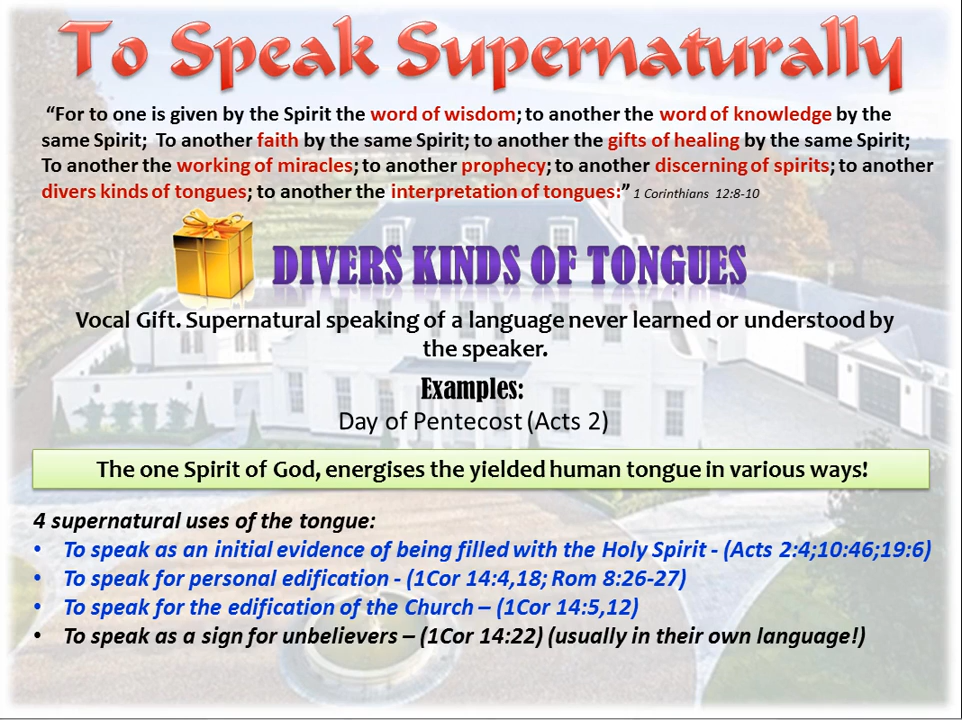 To Speak Supernaturally
“For to one is given by the Spirit the word of wisdom; to another the word of knowledge by the
same Spirit;  To another faith by the same Spirit; to another the gifts of healing by the same Spirit;
To another the working of miracles; to another prophecy; to another discerning of spirits; to another
divers kinds of tongues; to another the interpretation of tongues:” 1 Corinthians  12:8-10
DIVERS KINDS OF TONGUES
Vocal Gift. Supernatural speaking of a language never learned or understood by
the speaker.
Examples:
Day of Pentecost (Acts 2)
The one Spirit of God, energises the yielded human tongue in various ways!
4 supernatural uses of the tongue:
• To speak as an initial evidence of being filled with the Holy Spirit - (Acts 2:4;10:46;19:6)
• To speak for personal edification - (1Cor 14:4,18; Rom 8:26-27)
• To speak for the edification of the Church – (1Cor 14:5,12)
• To speak as a sign for unbelievers – (1Cor 14:22) (usually in their own language!)